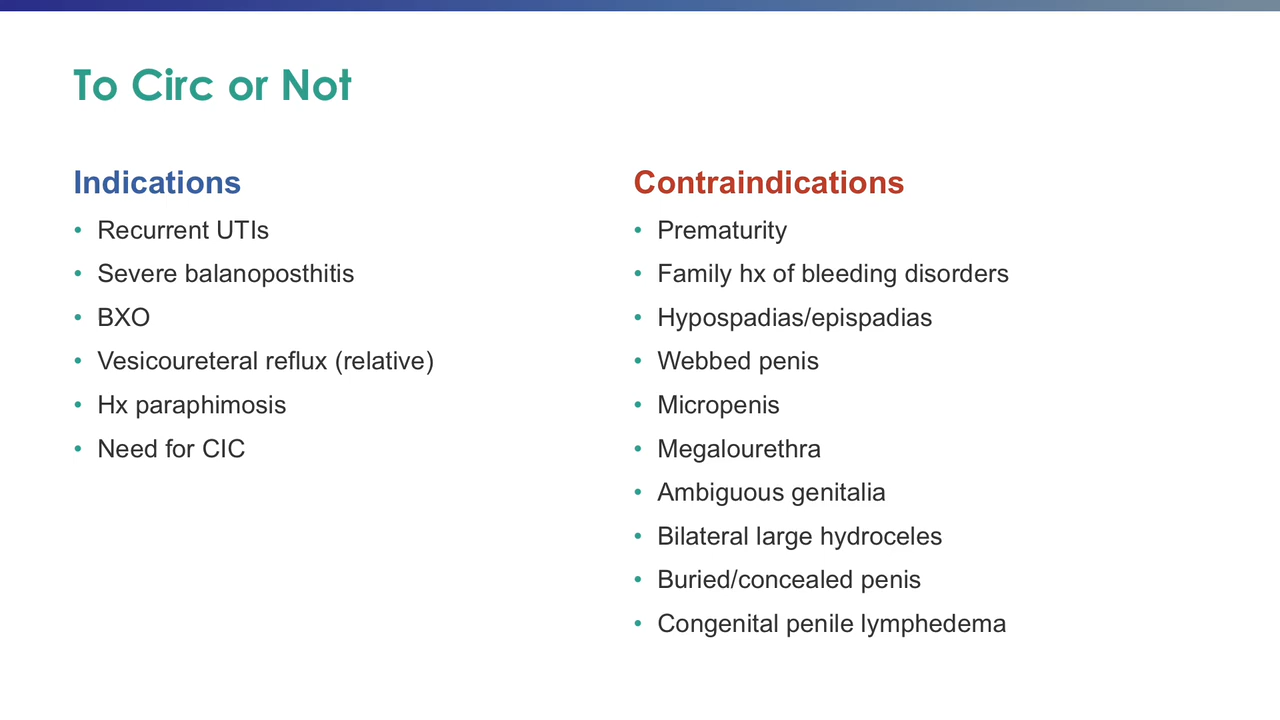 To Circ or Not
Indications
• Recurrent UTIs
• Severe balanoposthitis
• BXO
• Vesicoureteral reflux (relative)
• Hx paraphimosis
• Need for CIC
Contraindications
• Prematurity
• Family hx of bleeding disorders
• Hypospadias/epispadias
• Webbed penis
• Micropenis
• Megalourethra
• Ambiguous genitalia
• Bilateral large hydroceles
• Buried/concealed penis
• Congenital penile lymphedema